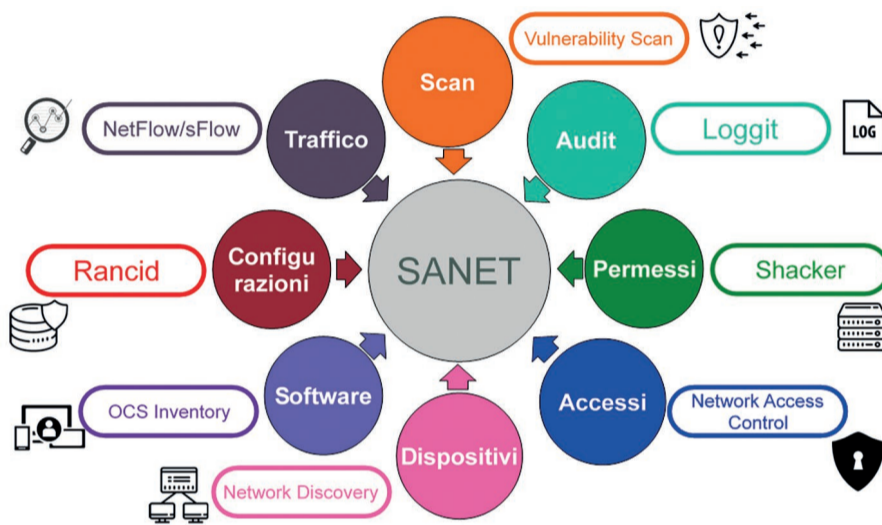 Vulnerability Scan
Scan
NetFlow/sFlow
Traffico
Audit
Loggit
LOG
Rancid
Configu
razioni
SANET
Permessi
Shacker
OCS Inventory
Software
Accessi
Network Access
Control
Dispositivi
Network Discovery